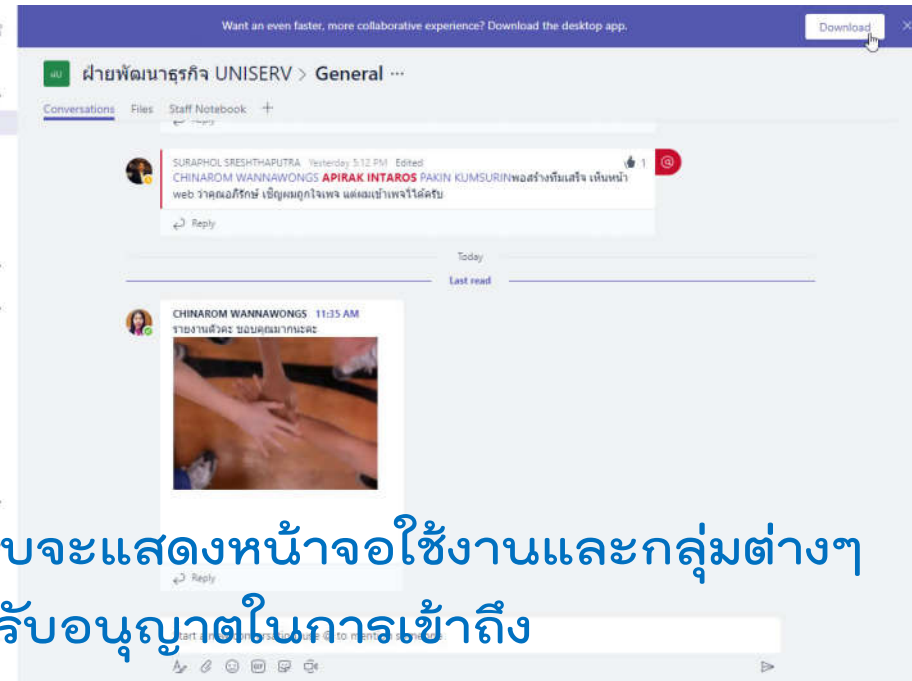 Want an even faster, more collaborative experience? Download the desktop app.
Download
ฝ่ายพัฒนาธุรกิจ UNISERV > General ...
Conversations Files Staff Notebook +
Reply
SURAPHOL SRESHTHAPUTRA Yesterday 5:12 PM Edited 1 @
CHINAROM WANNAWONGS APIRAK INTAROS PAKIN KUMSURINพอสร้างทีมเสร็จ เห็นหน้า
web ว่าคุณอภิรักษ์ เชิญผมถูกใจเพจ แต่ผมเข้าเพจไว้ได้ครับ
Reply
Today
Last read
CHINAROM WANNAWONGS 11:35 AM
รายงานตัวคะ ขอบคุณมากนะคะ
บจะแสดงหน้าจอใช้งานและกลุ่มต่างๆ
Reply
รับอนุญาตในการเข้าถึง